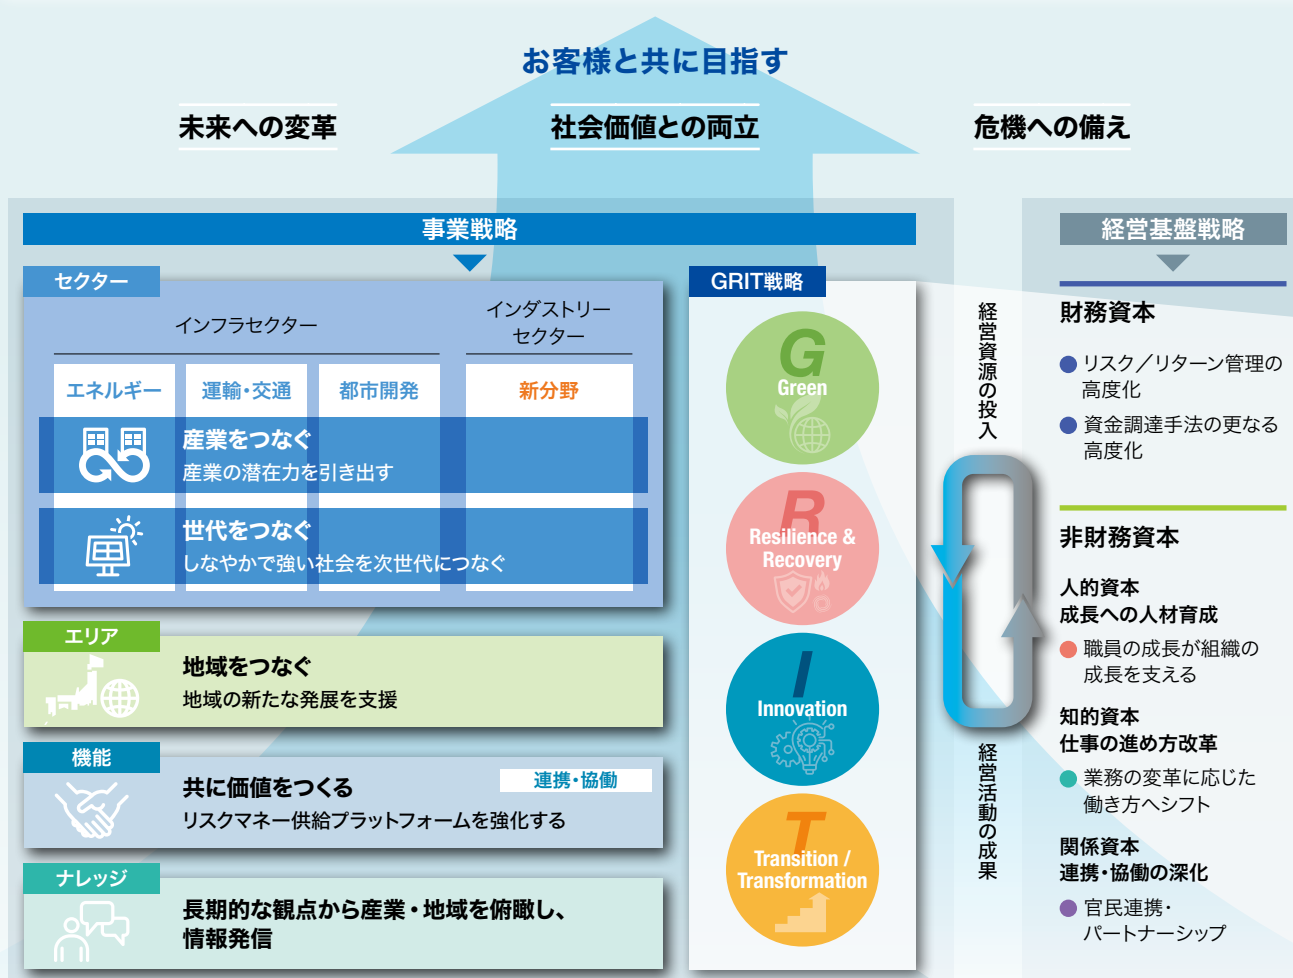 お客様と共に目指す
未来への変革
社会価値との両立
危機への備え
事業戦略
セクター
インフラセクター
インダストリー
セクター
エネルギー
運輸・交通
都市開発
新分野
産業をつなぐ
産業の潜在力を引き出す
世代をつなぐ
しなやかで強い社会を次世代につなぐ
エリア
地域をつなぐ
地域の新たな発展を支援
機能
共に価値をつくる
連携・協働
リスクマネー供給プラットフォームを強化する
ナレッジ
長期的な観点から産業・地域を俯瞰し、
情報発信
GRIT戦略
G
Green
R
Resilience &
Recovery
I
Innovation
T
Transition /
Transformation
経営資源の投入
経営活動の成果
経営基盤戦略
財務資本
リスク／リターン管理の
高度化
資金調達手法の更なる
高度化
非財務資本
人的資本
成長への人材育成
職員の成長が組織の
成長を支える
知的資本
仕事の進め方改革
業務の変革に応じた
働き方へシフト
関係資本
連携・協働の深化
官民連携・
パートナーシップ